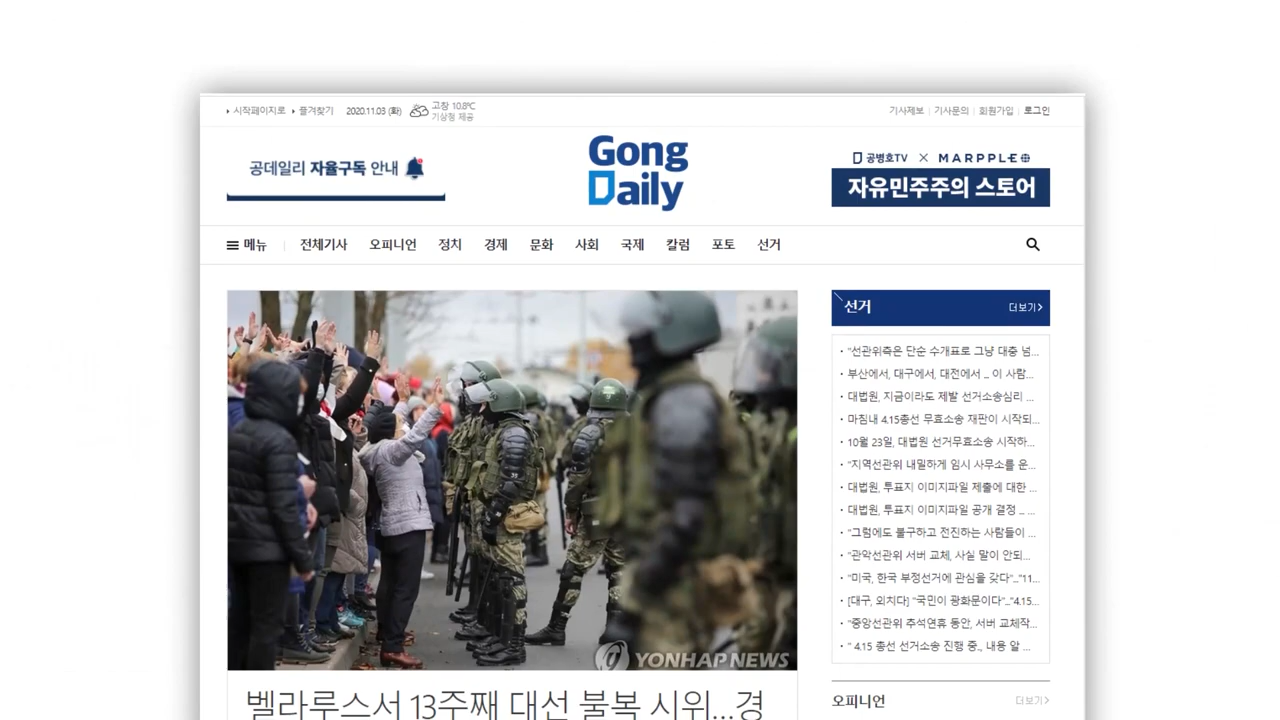 시작페이지로 즐겨찾기 2020.11.03 (화) 고창 10.8℃
기상청 제공
기사제보 | 기사문의 | 회원가입 | 로그인
공데일리 자율구독 안내
Gong
Daily
공병호TV × MARPPLE
자유민주주의 스토어
메뉴 전체기사 오피니언 정치 경제 문화 사회 국제 칼럼 포토 선거
YONHAP NEWS
벨라루스서 13주째 대선 불복 시위...경
선거 더보기
· "선관위측은 단순 수개표로 그냥 대충 넘...
· 부산에서, 대구에서, 대전에서 ... 이 사람...
· 대법원, 지금이라도 제발 선거소송심리 ...
· 마침내 4.15총선 무효소송 재판이 시작되...
· 10월 23일, 대법원 선거무효소송 시작하...
· "지역선관위 내밀하게 임시 사무소를 운...
· 대법원, 투표지 이미지파일 제출에 대한 ...
· 대법원, 투표지 이미지파일 공개 결정 ... ...
· "그럼에도 불구하고 전진하는 사람들이 ...
· "관악선관위 서버 교체, 사실 말이 안되...
· "미국, 한국 부정선거에 관심을 갖다"..."11...
· [대구, 외치다] "국민이 광화문이다"..."4.15...
· "중앙선관위 추석연휴 동안, 서버 교체작...
· " 4.15 총선 선거소송 진행 중., 내용 알 ...
오피니언 더보기